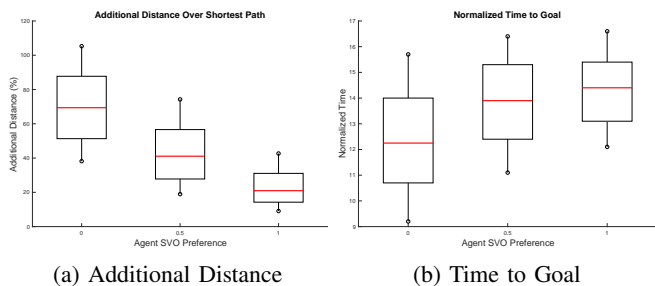 Additional Distance Over Shortest Path
120
100
80
60
40
20
0
Additional Distance (%)
0
0.5
1
Agent SVO Preference
(a) Additional Distance
Normalized Time to Goal
17
16
15
14
13
12
11
10
9
Normalized Time
0
0.5
1
Agent SVO Preference
(b) Time to Goal